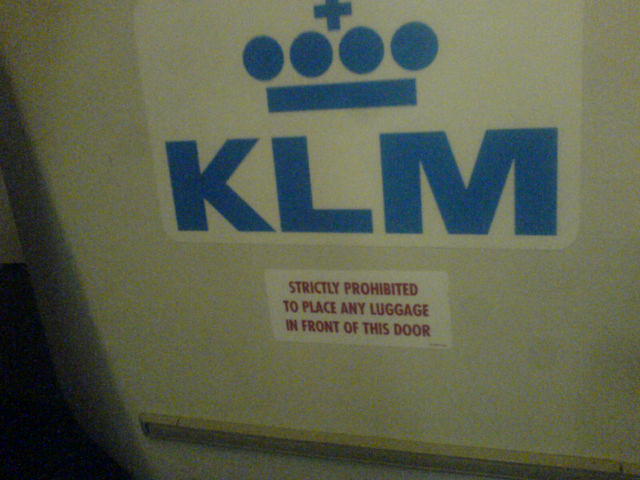 KLM
STRICTLY PROHIBITED
TO PLACE ANY LUGGAGE
IN FRONT OF THIS DOOR